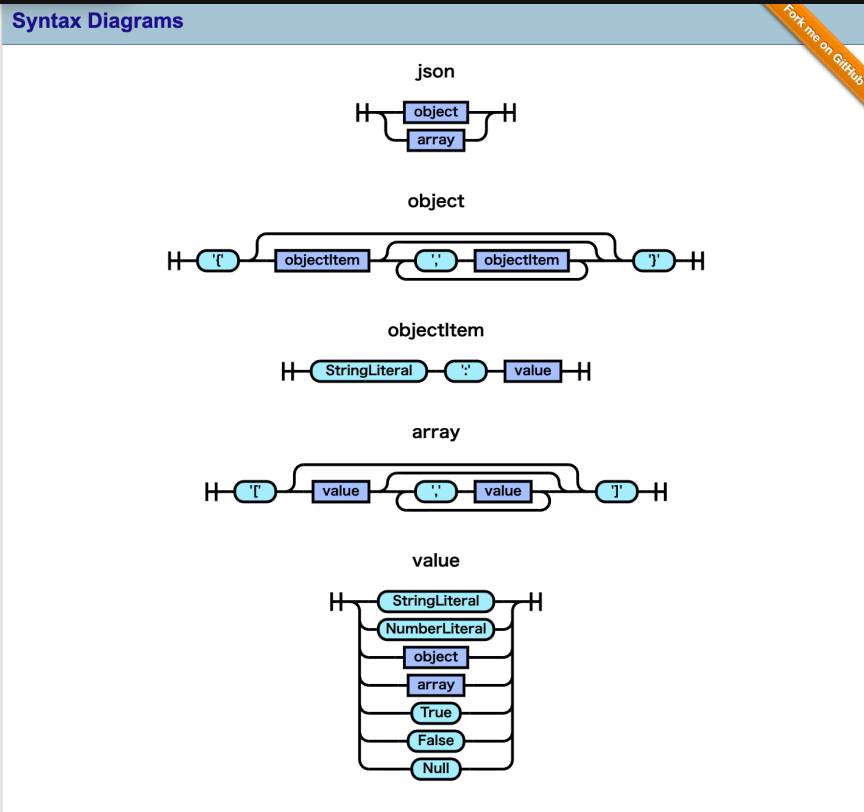 Syntax Diagrams
Fork me on GitHub
json
object
array
object
'{' objectItem ',' objectItem '}'
objectItem
StringLiteral ':' value
array
'[' value ',' value ']'
value
StringLiteral
NumberLiteral
object
array
True
False
Null